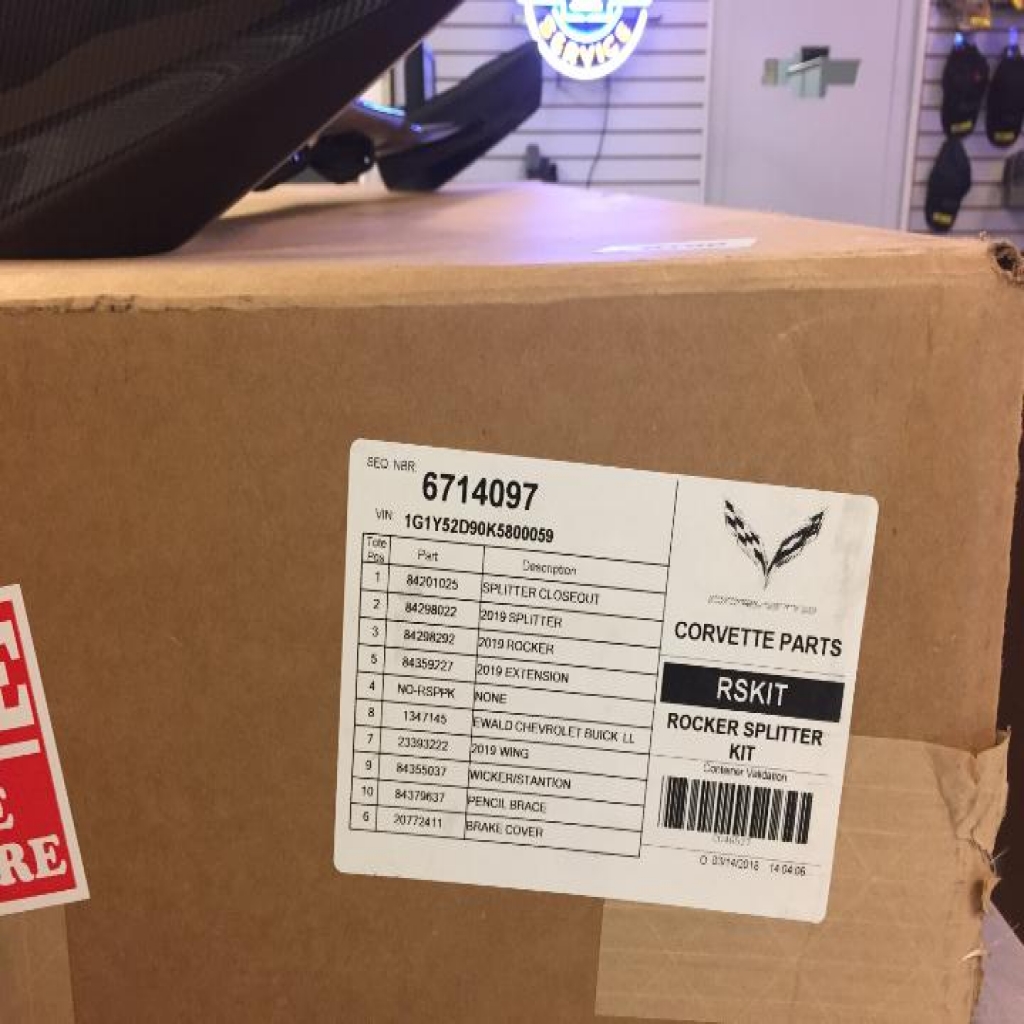 SERVICE
SEQ NBR:
6714097
VIN: 1G1Y52D90K5800059
Tote Pos Part Description
1 84201025 SPLITTER CLOSEOUT
2 84298022 2019 SPLITTER
3 84298292 2019 ROCKER
5 84359227 2019 EXTENSION
4 NO-RSPPK NONE
8 1347145 EWALD CHEVROLET BUICK LL
7 23393222 2019 WING
9 84355037 WICKER/STANTION
10 84379637 PENCIL BRACE
6 20772411 BRAKE COVER
CORVETTE
CORVETTE PARTS
RSKIT
ROCKER SPLITTER
KIT
Container Validation
O 03/14/2018 14:04:06
E
E
RE